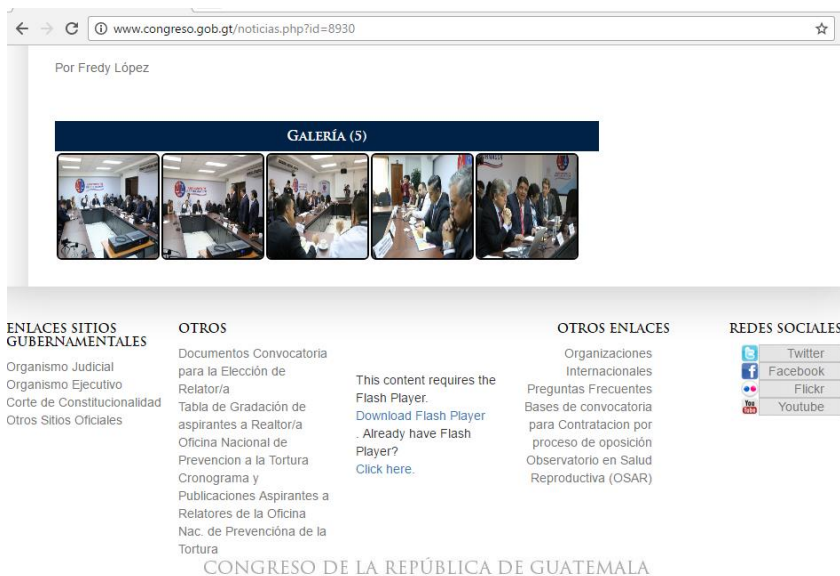 www.congreso.gob.gt/noticias.php?id=8930
Por Fredy López
Galería (5)
ENLACES SITIOS
GUBERNAMENTALES
Organismo Judicial
Organismo Ejecutivo
Corte de Constitucionalidad
Otros Sitios Oficiales
OTROS
Documentos Convocatoria
para la Elección de
Relator/a
Tabla de Gradación de
aspirantes a Realtor/a
Oficina Nacional de
Prevencion a la Tortura
Cronograma y
Publicaciones Aspirantes a
Relatores de la Oficina
Nac. de Prevencióna de la
Tortura
This content requires the
Flash Player.
Download Flash Player
. Already have Flash
Player?
Click here.
OTROS ENLACES
Organizaciones
Internacionales
Preguntas Frecuentes
Bases de convocatoria
para Contratacion por
proceso de oposición
Observatorio en Salud
Reproductiva (OSAR)
REDES SOCIALES
Twitter
Facebook
Flickr
Youtube
CONGRESO DE LA REPÚBLICA DE GUATEMALA